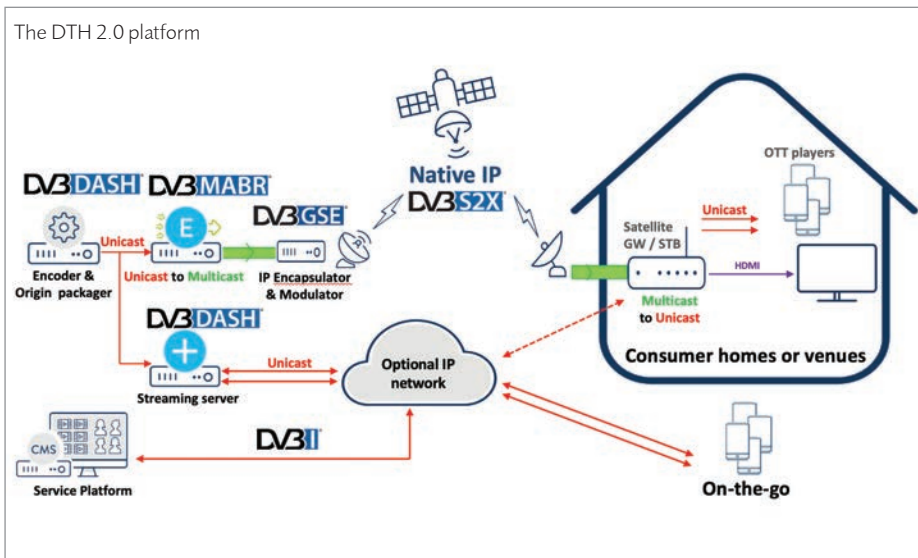 The DTH 2.0 platform
DVB DASH
DVB MABR
DVB GSE
Native IP
DVB S2X
OTT players
Unicast
E
Unicast
Satellite
GW / STB
HDMI
Encoder &
Origin packager
Unicast to Multicast
IP Encapsulator
& Modulator
Multicast
to Unicast
DVB DASH
Unicast
Optional IP
network
Consumer homes or venues
Streaming server
DVB I
CMS
Service Platform
On-the-go